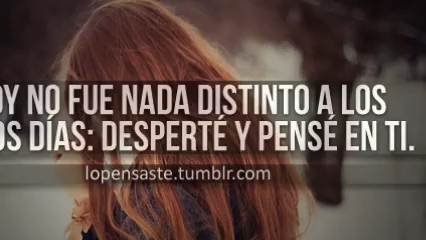 OY NO FUE NADA DISTINTO A LOS
OS DÍAS: DESPERTÉ Y PENSÉ EN TI.
lopensaste.tumblr.com